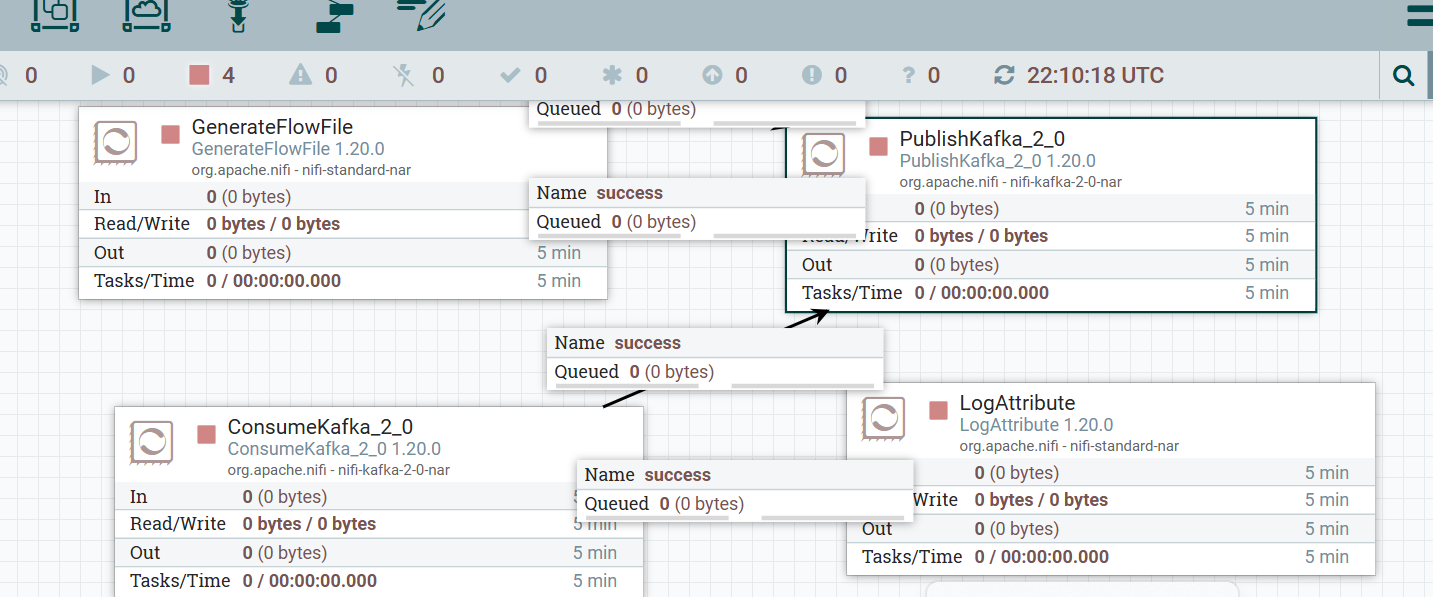 0 0 4 0 0 0 0 0 0 0 22:10:18 UTC
Queued 0 (0 bytes)
GenerateFlowFile
GenerateFlowFile 1.20.0
org.apache.nifi - nifi-standard-nar
In 0 (0 bytes)
Read/Write 0 bytes / 0 bytes
Out 0 (0 bytes) 5 min
Tasks/Time 0 / 00:00:00.000 5 min
Name success
Queued 0 (0 bytes)
PublishKafka_2_0
PublishKafka_2_0 1.20.0
org.apache.nifi - nifi-kafka-2-0-nar
0 (0 bytes) 5 min
Read/Write 0 bytes / 0 bytes 5 min
Out 0 (0 bytes) 5 min
Tasks/Time 0 / 00:00:00.000 5 min
Name success
Queued 0 (0 bytes)
ConsumeKafka_2_0
ConsumeKafka_2_0 1.20.0
org.apache.nifi - nifi-kafka-2-0-nar
In 0 (0 bytes) 5
Read/Write 0 bytes / 0 bytes 5 min
Out 0 (0 bytes) 5 min
Tasks/Time 0 / 00:00:00.000 5 min
Name success
Queued 0 (0 bytes)
LogAttribute
LogAttribute 1.20.0
org.apache.nifi - nifi-standard-nar
0 (0 bytes) 5 min
Write 0 bytes / 0 bytes 5 min
Out 0 (0 bytes) 5 min
Tasks/Time 0 / 00:00:00.000 5 min